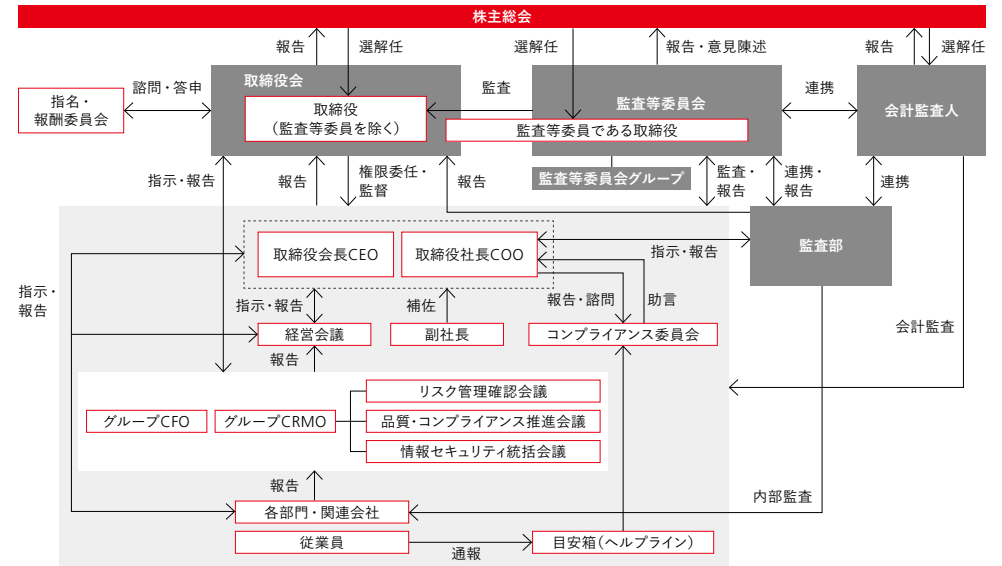 株主総会
報告
選解任
選解任
報告・意見陳述
報告
選解任
取締役会
諮問・答申
指名・
報酬委員会
取締役
（監査等委員を除く）
監査
監査等委員会
監査等委員である取締役
連携
会計監査人
監査等委員会グループ
指示・報告
報告
権限委任・
監督
報告
監査・
報告
連携・
報告
連携
監査部
取締役会長CEO
取締役社長COO
指示・報告
指示・
報告
指示・報告
補佐
報告・諮問
助言
会計監査
経営会議
副社長
コンプライアンス委員会
報告
リスク管理確認会議
グループCFO
グループCRMO
品質・コンプライアンス推進会議
情報セキュリティ統括会議
報告
内部監査
各部門・関連会社
従業員
通報
目安箱（ヘルプライン）